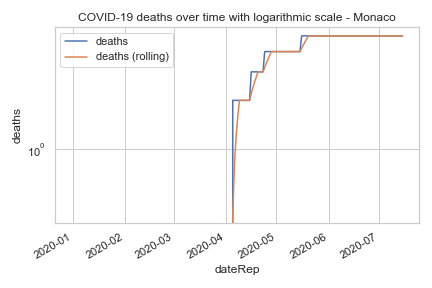 COVID-19 deaths over time with logarithmic scale - Monaco
deaths
deaths (rolling)
deaths
10⁰
2020-01
2020-02
2020-03
2020-04
2020-05
2020-06
2020-07
dateRep